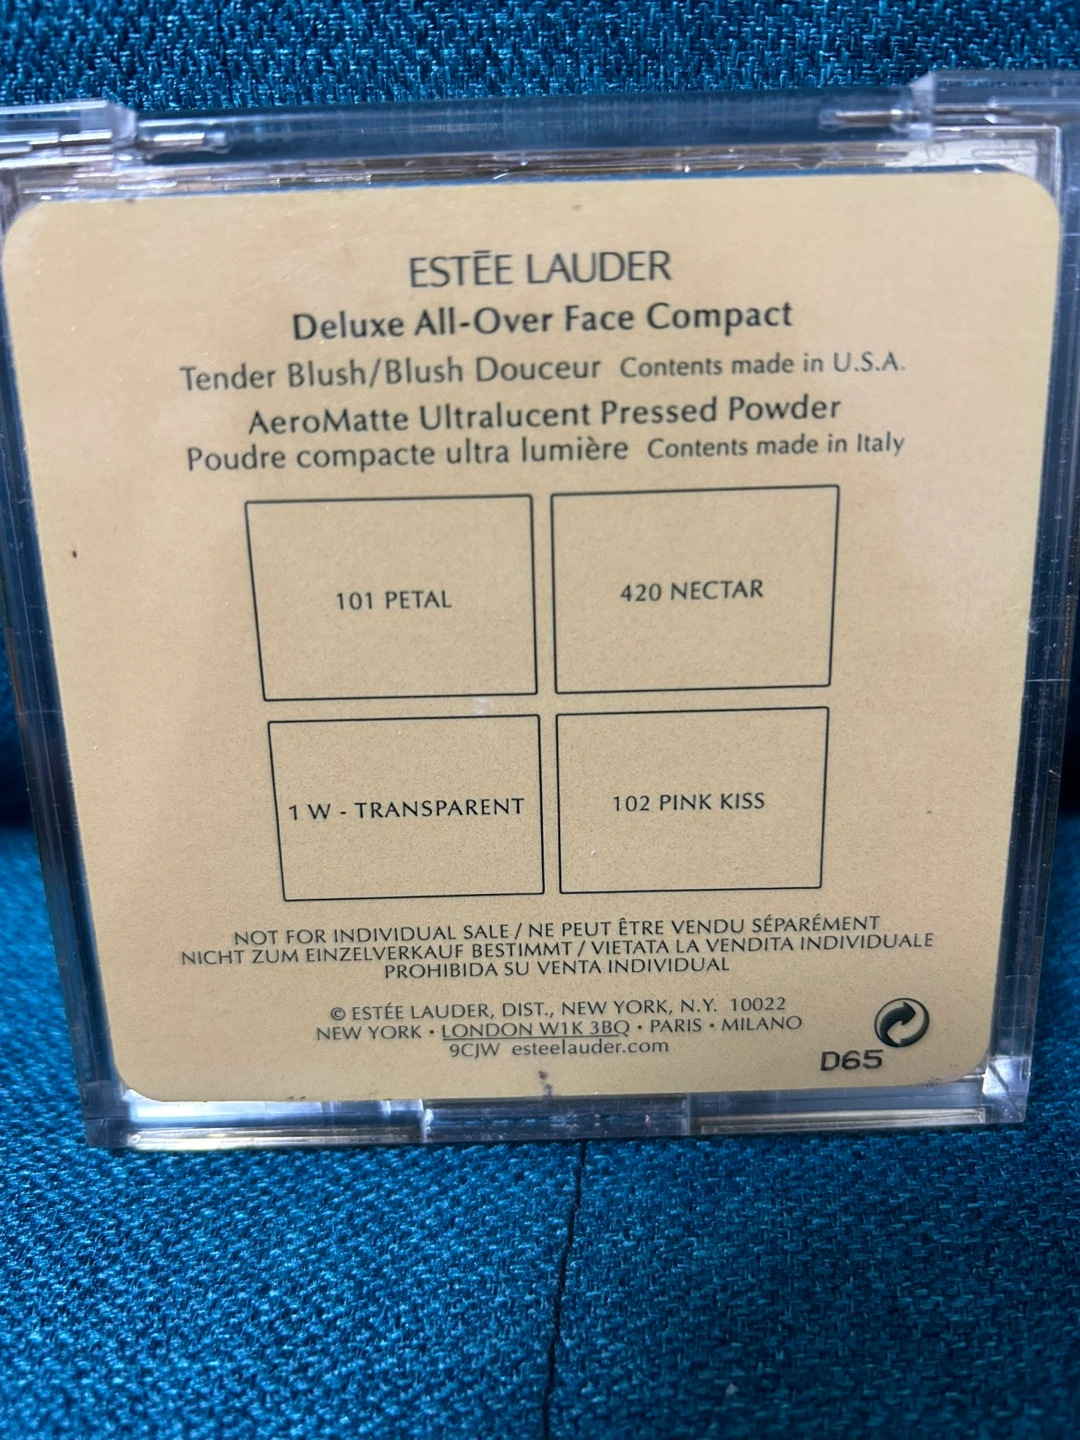 ESTĒE LAUDER
Deluxe All-Over Face Compact
Tender Blush/Blush Douceur Contents made in U.S.A.
AeroMatte Ultralucent Pressed Powder
Poudre compacte ultra lumière Contents made in Italy
101 PETAL
420 NECTAR
1 W - TRANSPARENT
102 PINK KISS
NOT FOR INDIVIDUAL SALE / NE PEUT ÊTRE VENDU SÉPARÉMENT
NICHT ZUM EINZELVERKAUF BESTIMMT / VIETATA LA VENDITA INDIVIDUALE
PROHIBIDA SU VENTA INDIVIDUAL
© ESTÉE LAUDER, DIST., NEW YORK, N.Y. 10022
NEW YORK • LONDON W1K 3BQ • PARIS • MILANO
9CJW esteelauder.com
D65